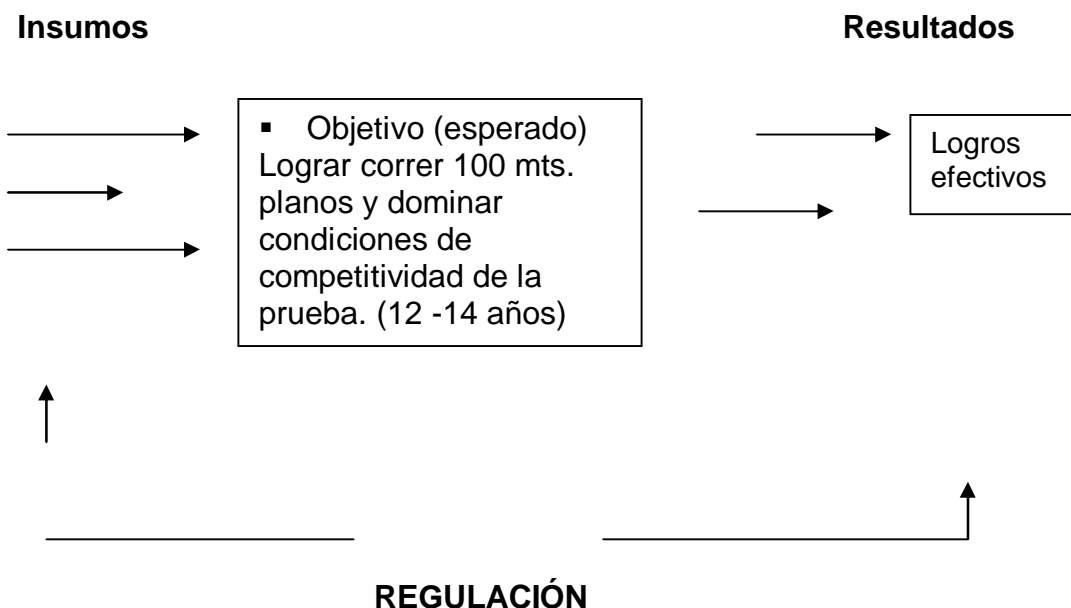 Insumos
Resultados
▪ Objetivo (esperado)
Lograr correr 100 mts.
planos y dominar
condiciones de
competitividad de la
prueba. (12 -14 años)
Logros
efectivos
REGULACIÓN